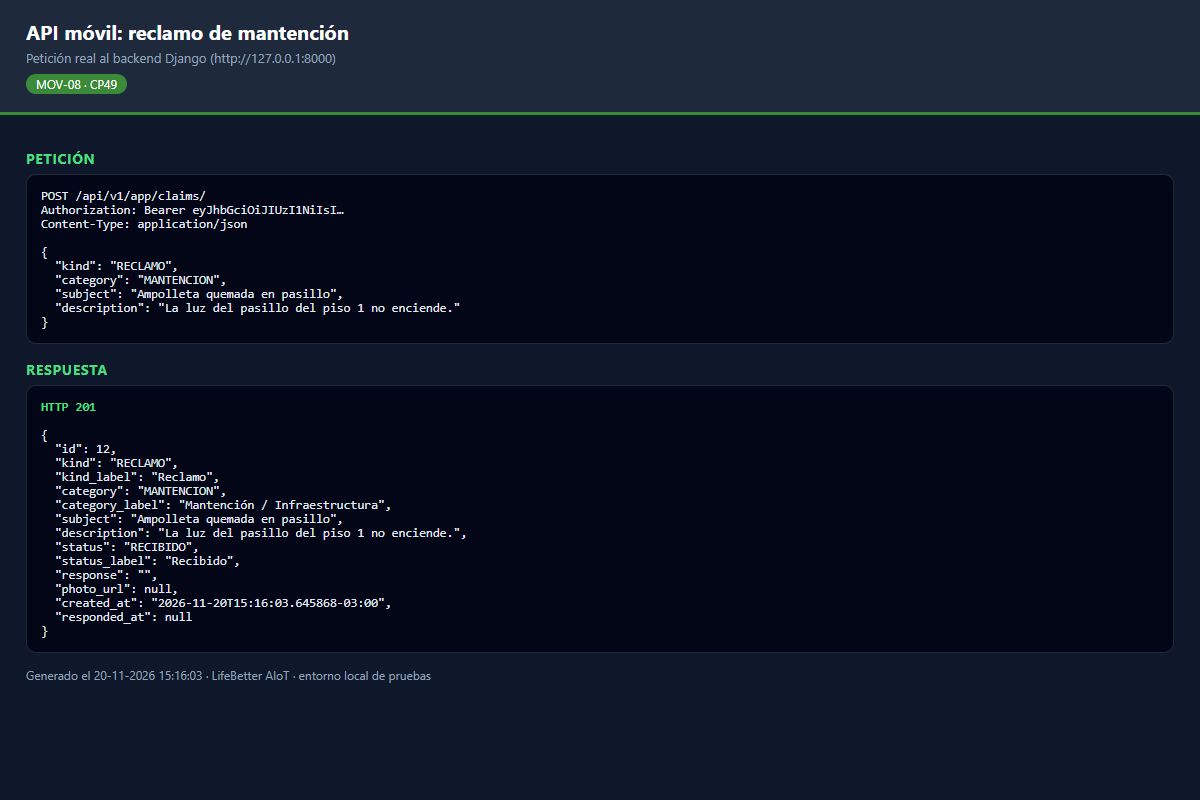 API móvil: reclamo de mantención
Petición real al backend Django (http://127.0.0.1:8000)
MOV-08 · CP49
PETICIÓN
POST /api/v1/app/claims/
Authorization: Bearer eyJhbGciOiJIUzI1NiIsI…
Content-Type: application/json
{
  "kind": "RECLAMO",
  "category": "MANTENCION",
  "subject": "Ampolleta quemada en pasillo",
  "description": "La luz del pasillo del piso 1 no enciende."
}
RESPUESTA
HTTP 201
{
  "id": 12,
  "kind": "RECLAMO",
  "kind_label": "Reclamo",
  "category": "MANTENCION",
  "category_label": "Mantención / Infraestructura",
  "subject": "Ampolleta quemada en pasillo",
  "description": "La luz del pasillo del piso 1 no enciende.",
  "status": "RECIBIDO",
  "status_label": "Recibido",
  "response": "",
  "photo_url": null,
  "created_at": "2026-11-20T15:16:03.645868-03:00",
  "responded_at": null
}
Generado el 20-11-2026 15:16:03 · LifeBetter AIoT · entorno local de pruebas